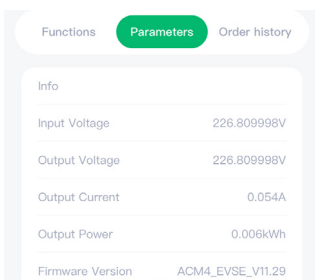 Functions Parameters Order history
Info
Input Voltage 226.809998V
Output Voltage 226.809998V
Output Current 0.054A
Output Power 0.006kWh
Firmware Version ACM4_EVSE_V11.29